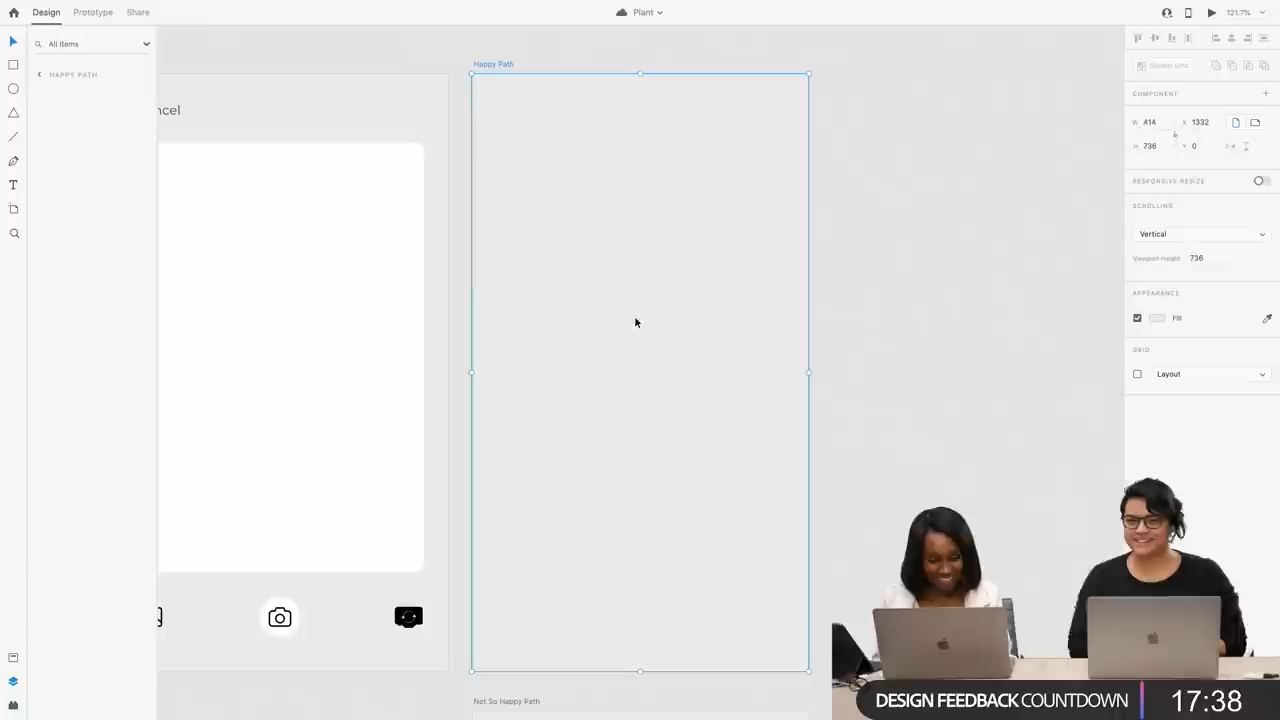 Design Prototype Share
Plant
121.7%
All Items
HAPPY PATH
ncel
Happy Path
Not So Happy Path
Repeat Grid
COMPONENT
W 414 X 1332
H 736 Y 0
RESPONSIVE RESIZE
SCROLLING
Vertical
Viewport Height 736
APPEARANCE
Fill
GRID
Layout
DESIGN FEEDBACK COUNTDOWN 17:38